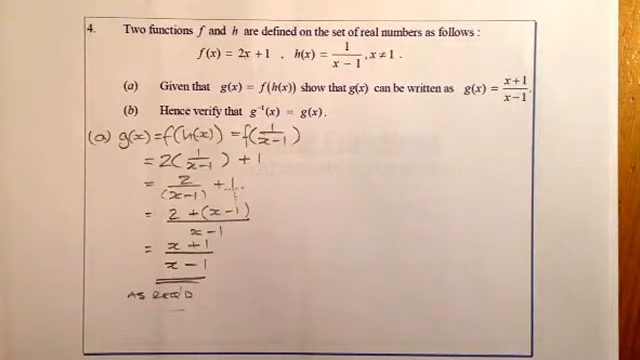 4. Two functions f and h are defined on the set of real numbers as follows :
f(x) = 2x + 1 , h(x) = 1/(x − 1), x ≠ 1 .
(a) Given that g(x) = f(h(x)) show that g(x) can be written as g(x) = (x+1)/(x−1).
(b) Hence verify that g⁻¹(x) = g(x).
(a) g(x) = f(h(x)) = f(1/(x−1))
= 2(1/(x−1)) + 1
= 2/(x−1) + 1
= (2 + (x−1))/(x − 1)
= (x + 1)/(x − 1)
AS REQ'D